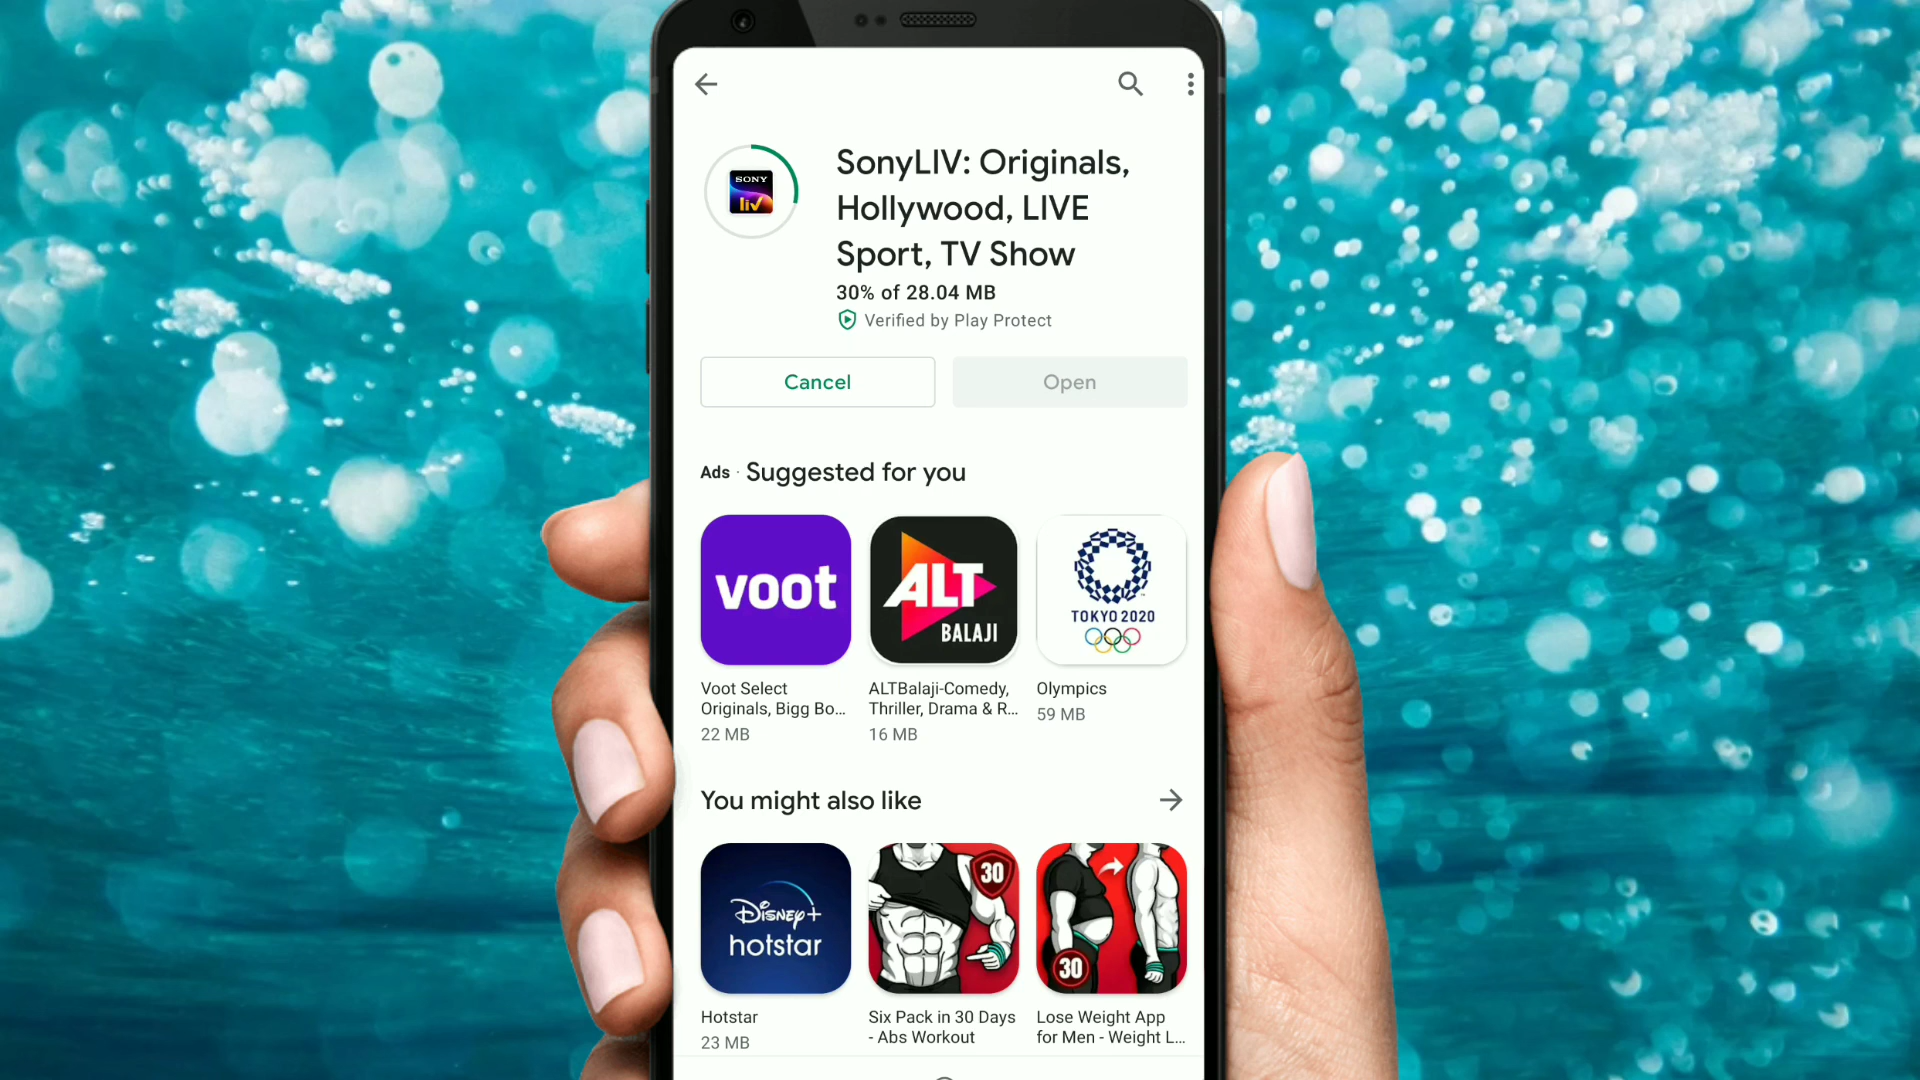 SonyLIV: Originals,
Hollywood, LIVE
Sport, TV Show
SONY
liv
30% of 28.04 MB
Verified by Play Protect
Cancel
Open
Ads · Suggested for you
voot
ALT
BALAJI
TOKYO 2020
Voot Select
Originals, Bigg Bo...
22 MB
ALTBalaji-Comedy,
Thriller, Drama & R...
16 MB
Olympics
59 MB
You might also like
Disney+
hotstar
30
30
Hotstar
23 MB
Six Pack in 30 Days
- Abs Workout
Lose Weight App
for Men - Weight L...